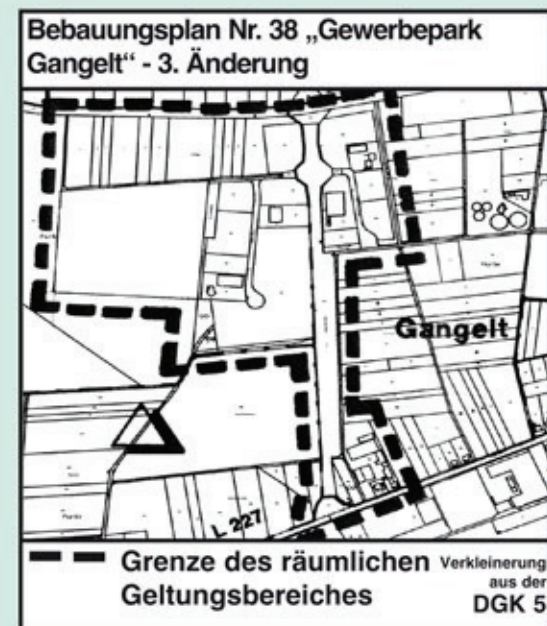 Bebauungsplan Nr. 38 „Gewerbepark
Gangelt“ - 3. Änderung
Gangelt
L 227
Grenze des räumlichen
Geltungsbereiches
Verkleinerung
aus der
DGK 5